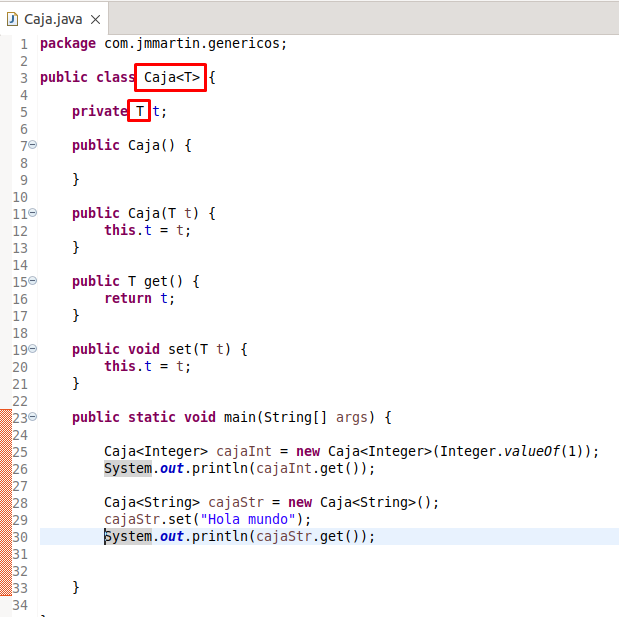 Caja.java
1 package com.jmmartin.genericos;
2
3 public class Caja<T> {
4
5 private T t;
6
7 public Caja() {
8
9 }
10
11 public Caja(T t) {
12 this.t = t;
13 }
14
15 public T get() {
16 return t;
17 }
18
19 public void set(T t) {
20 this.t = t;
21 }
22
23 public static void main(String[] args) {
24
25 Caja<Integer> cajaInt = new Caja<Integer>(Integer.valueOf(1));
26 System.out.println(cajaInt.get());
27
28 Caja<String> cajaStr = new Caja<String>();
29 cajaStr.set("Hola mundo");
30 System.out.println(cajaStr.get());
31
32
33 }
34